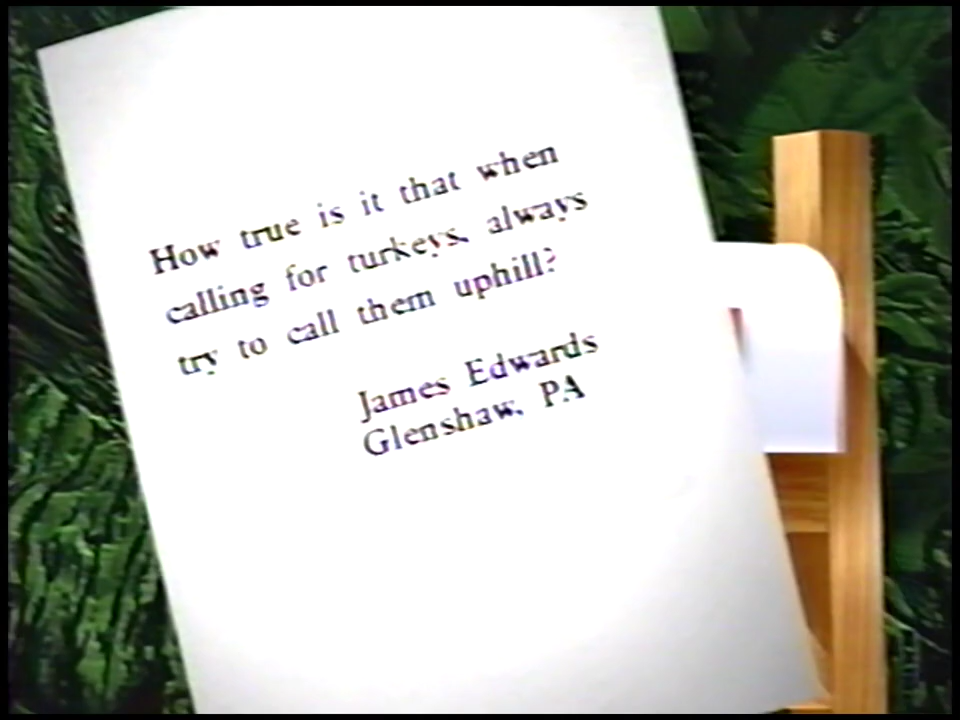 How true is it that when
calling for turkeys, always
try to call them uphill?
James Edwards
Glenshaw, PA